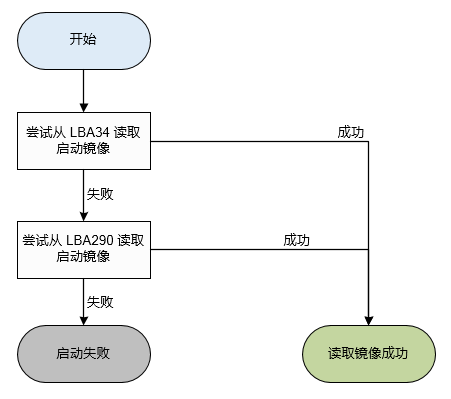 开始
尝试从 LBA34 读取
启动镜像
成功
失败
尝试从 LBA290 读取
启动镜像
成功
失败
启动失败
读取镜像成功